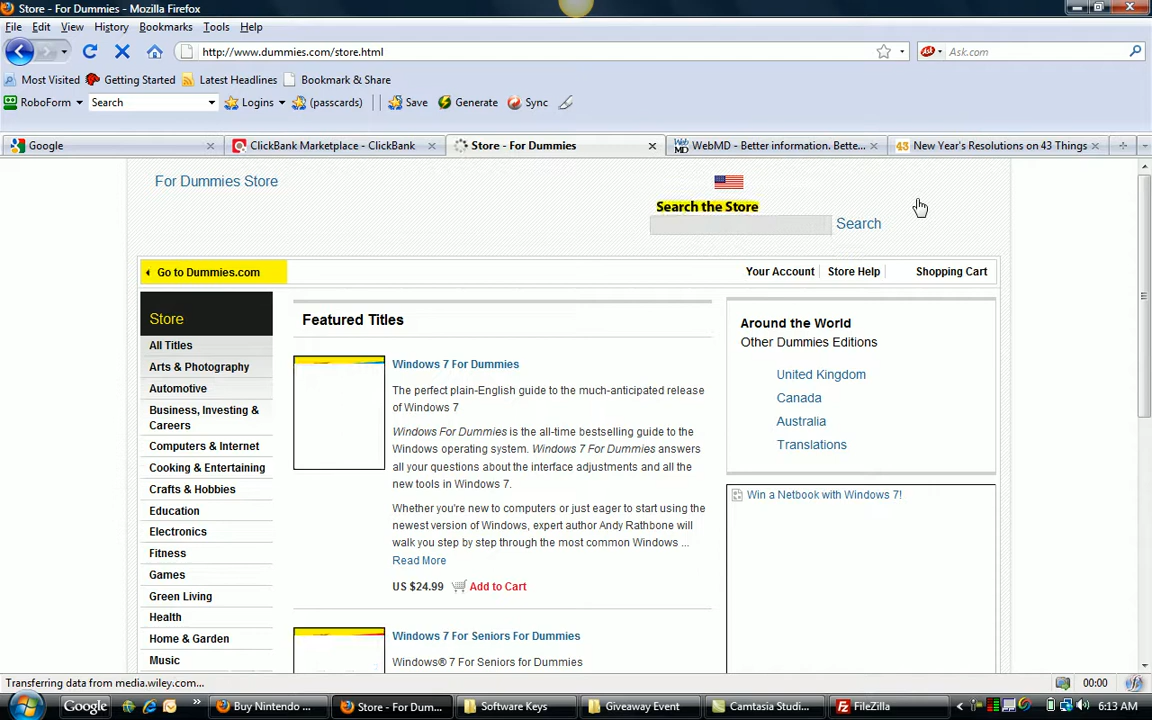 Store - For Dummies - Mozilla Firefox
File Edit View History Bookmarks Tools Help
http://www.dummies.com/store.html
Ask.com
Most Visited Getting Started Latest Headlines Bookmark & Share
RoboForm Search Logins (passcards) Save Generate Sync
Google ClickBank Marketplace - ClickBank Store - For Dummies WebMD - Better information. Bette... 43 New Year's Resolutions on 43 Things
For Dummies Store
Search the Store
Search
Go to Dummies.com
Your Account Store Help Shopping Cart
Store
All Titles
Arts & Photography
Automotive
Business, Investing &
Careers
Computers & Internet
Cooking & Entertaining
Crafts & Hobbies
Education
Electronics
Fitness
Games
Green Living
Health
Home & Garden
Music
Featured Titles
Windows 7 For Dummies
The perfect plain-English guide to the much-anticipated release
of Windows 7
Windows For Dummies is the all-time bestselling guide to the
Windows operating system. Windows 7 For Dummies answers
all your questions about the interface adjustments and all the
new tools in Windows 7.
Whether you're new to computers or just eager to start using the
newest version of Windows, expert author Andy Rathbone will
walk you step by step through the most common Windows ...
Read More
US $24.99 Add to Cart
Windows 7 For Seniors For Dummies
Windows® 7 For Seniors for Dummies
Around the World
Other Dummies Editions
United Kingdom
Canada
Australia
Translations
Win a Netbook with Windows 7!
Transferring data from media.wiley.com...
00:00
Google Buy Nintendo ... Store - For Dum... Software Keys Giveaway Event Camtasia Studi... FileZilla 6:13 AM